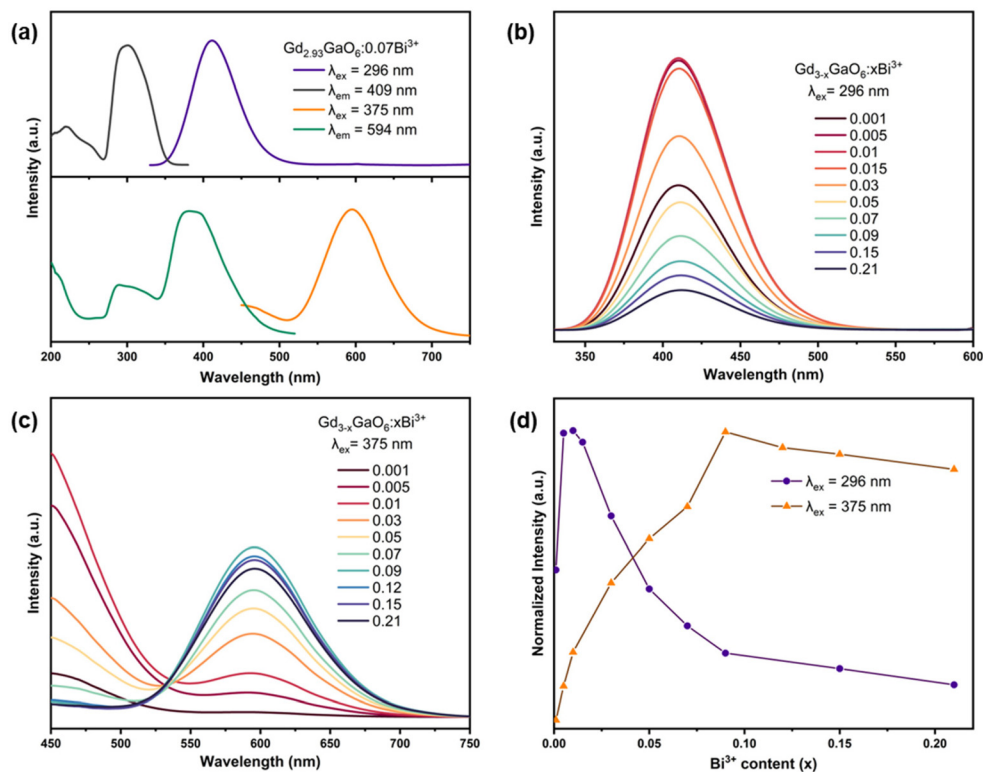 (a)
Gd2.93GaO6:0.07Bi3+
λex = 296 nm
λem = 409 nm
λex = 375 nm
λem = 594 nm
Intensity (a.u.)
200 300 400 500 600 700
Wavelength (nm)
(b)
Gd3-xGaO6:xBi3+
λex = 296 nm
0.001
0.005
0.01
0.015
0.03
0.05
0.07
0.09
0.15
0.21
Intensity (a.u.)
350 400 450 500 550 600
Wavelength (nm)
(c)
Gd3-xGaO6:xBi3+
λex= 375 nm
0.001
0.005
0.01
0.03
0.05
0.07
0.09
0.12
0.15
0.21
Intensity (a.u.)
450 500 550 600 650 700 750
Wavelength (nm)
(d)
λex = 296 nm
λex = 375 nm
Normalized Intensity (a.u.)
0.00 0.05 0.10 0.15 0.20
Bi3+ content (x)